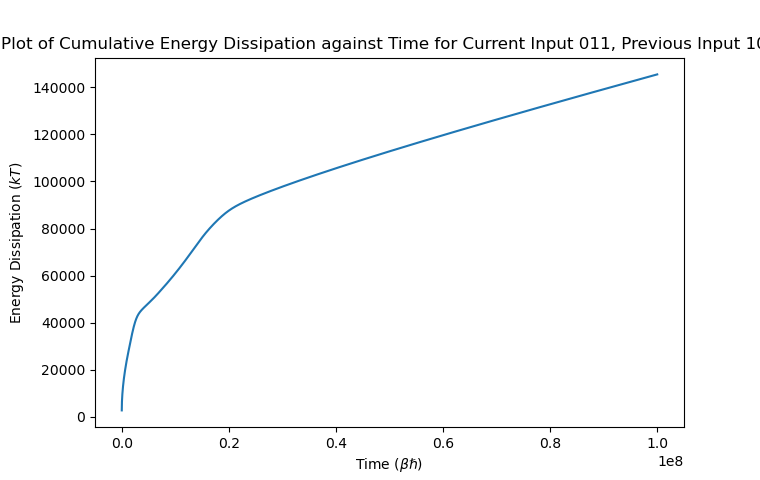 Plot of Cumulative Energy Dissipation against Time for Current Input 011, Previous Input 10
140000
120000
100000
80000
60000
40000
20000
0
Energy Dissipation (kT)
0.0 0.2 0.4 0.6 0.8 1.0
Time (βħ)
1e8